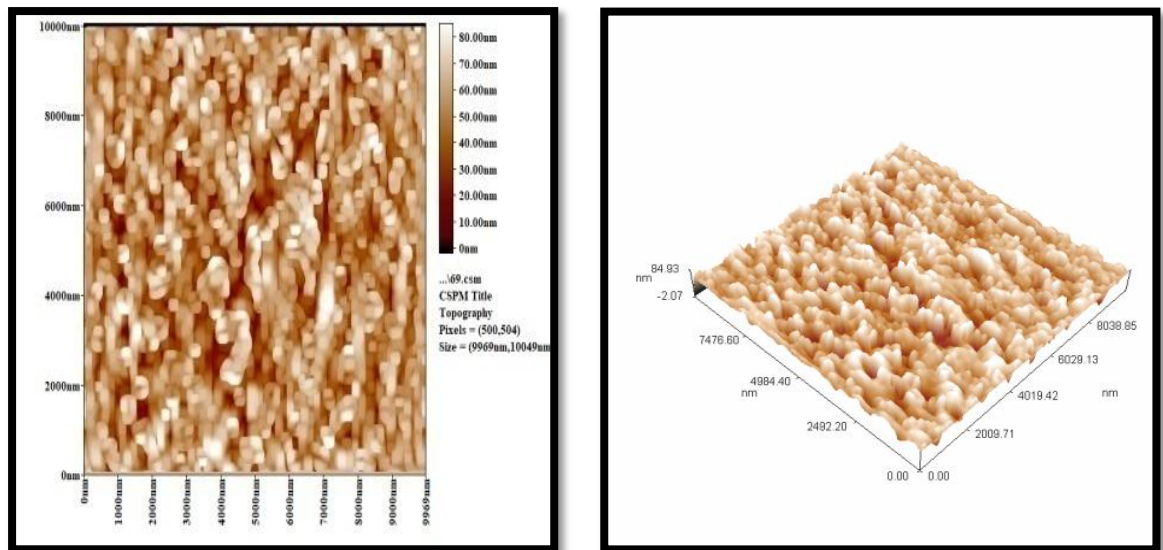 10000nm
8000nm
6000nm
4000nm
2000nm
0nm
0nm
1000nm
2000nm
3000nm
4000nm
5000nm
6000nm
7000nm
8000nm
9000nm
9969nm
80.00nm
70.00nm
60.00nm
50.00nm
40.00nm
30.00nm
20.00nm
10.00nm
0nm
...\69.csm
CSPM Title
Topography
Pixels = (500,504)
Size = (9969nm,10049nm
84.93
nm
-2.07
7476.60
4984.40
nm
2492.20
0.00
0.00
2009.71
4019.42
nm
6029.13
8038.85